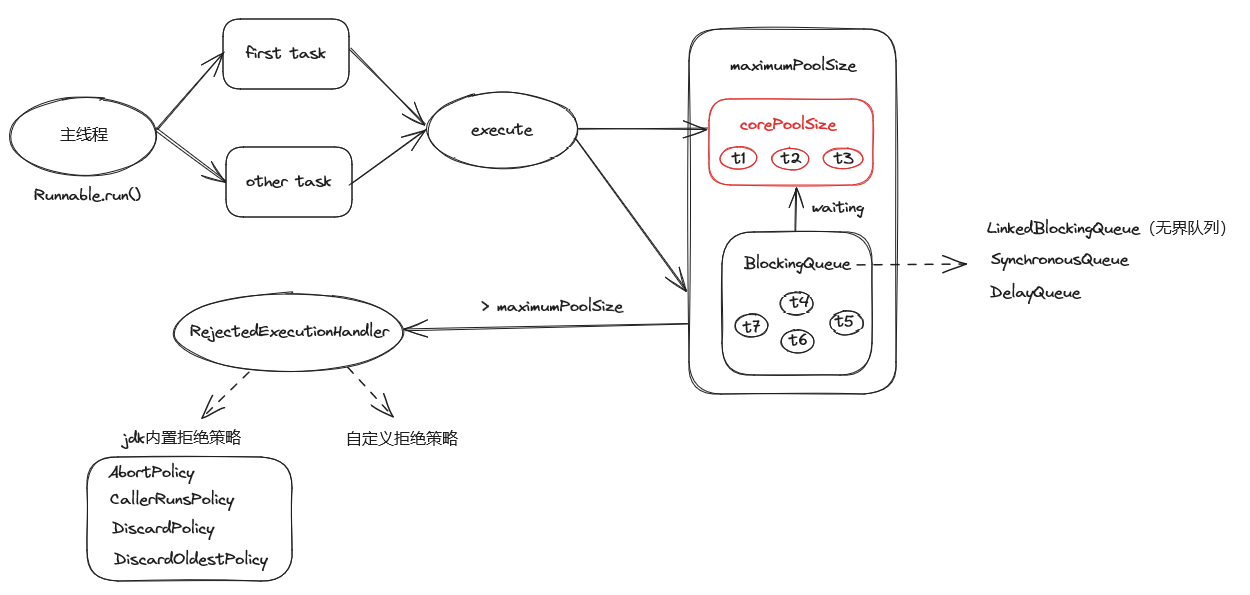 first task
maximumPoolSize
corePoolSize
主线程
execute
t1 t2 t3
Runnable.run()
other task
waiting
LinkedBlockingQueue（无界队列）
BlockingQueue
SynchronousQueue
DelayQueue
> maximumPoolSize
t4
t7
t5
t6
RejectedExecutionHandler
jdk内置拒绝策略
自定义拒绝策略
AbortPolicy
CallerRunsPolicy
DiscardPolicy
DiscardOldestPolicy